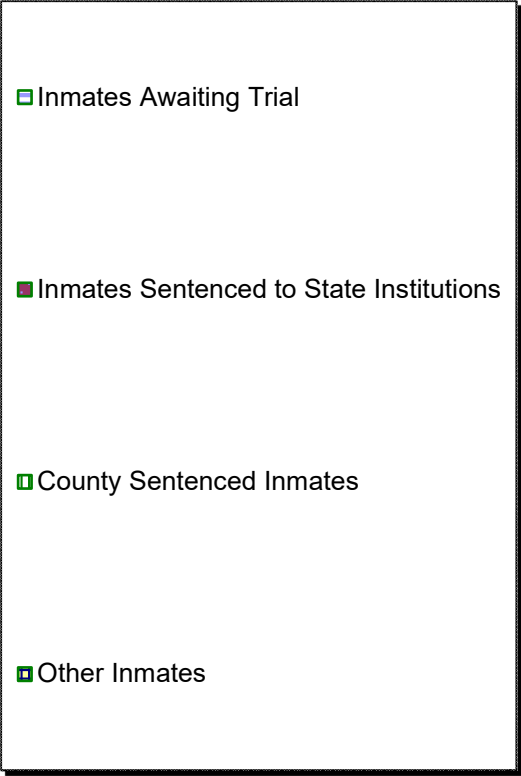 Inmates Awaiting Trial
Inmates Sentenced to State Institutions
County Sentenced Inmates
Other Inmates